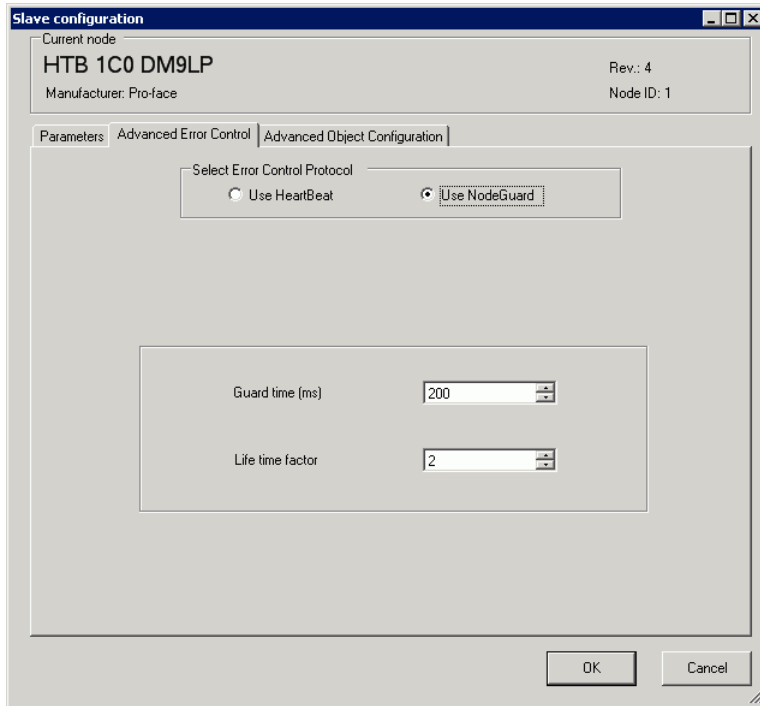 Slave configuration
Current node
HTB 1C0 DM9LP
Rev.: 4
Manufacturer: Pro-face
Node ID: 1
Parameters
Advanced Error Control
Advanced Object Configuration
Select Error Control Protocol
Use HeartBeat
Use NodeGuard
Guard time (ms)
200
Life time factor
2
OK
Cancel